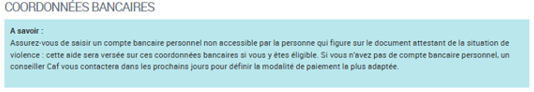 COORDONNÉES BANCAIRES
A savoir :
Assurez-vous de saisir un compte bancaire personnel non accessible par la personne qui figure sur le document attestant de la situation de
violence : cette aide sera versée sur ces coordonnées bancaires si vous y êtes éligible. Si vous n'avez pas de compte bancaire personnel, un
conseiller Caf vous contactera dans les prochains jours pour définir la modalité de paiement la plus adaptée.